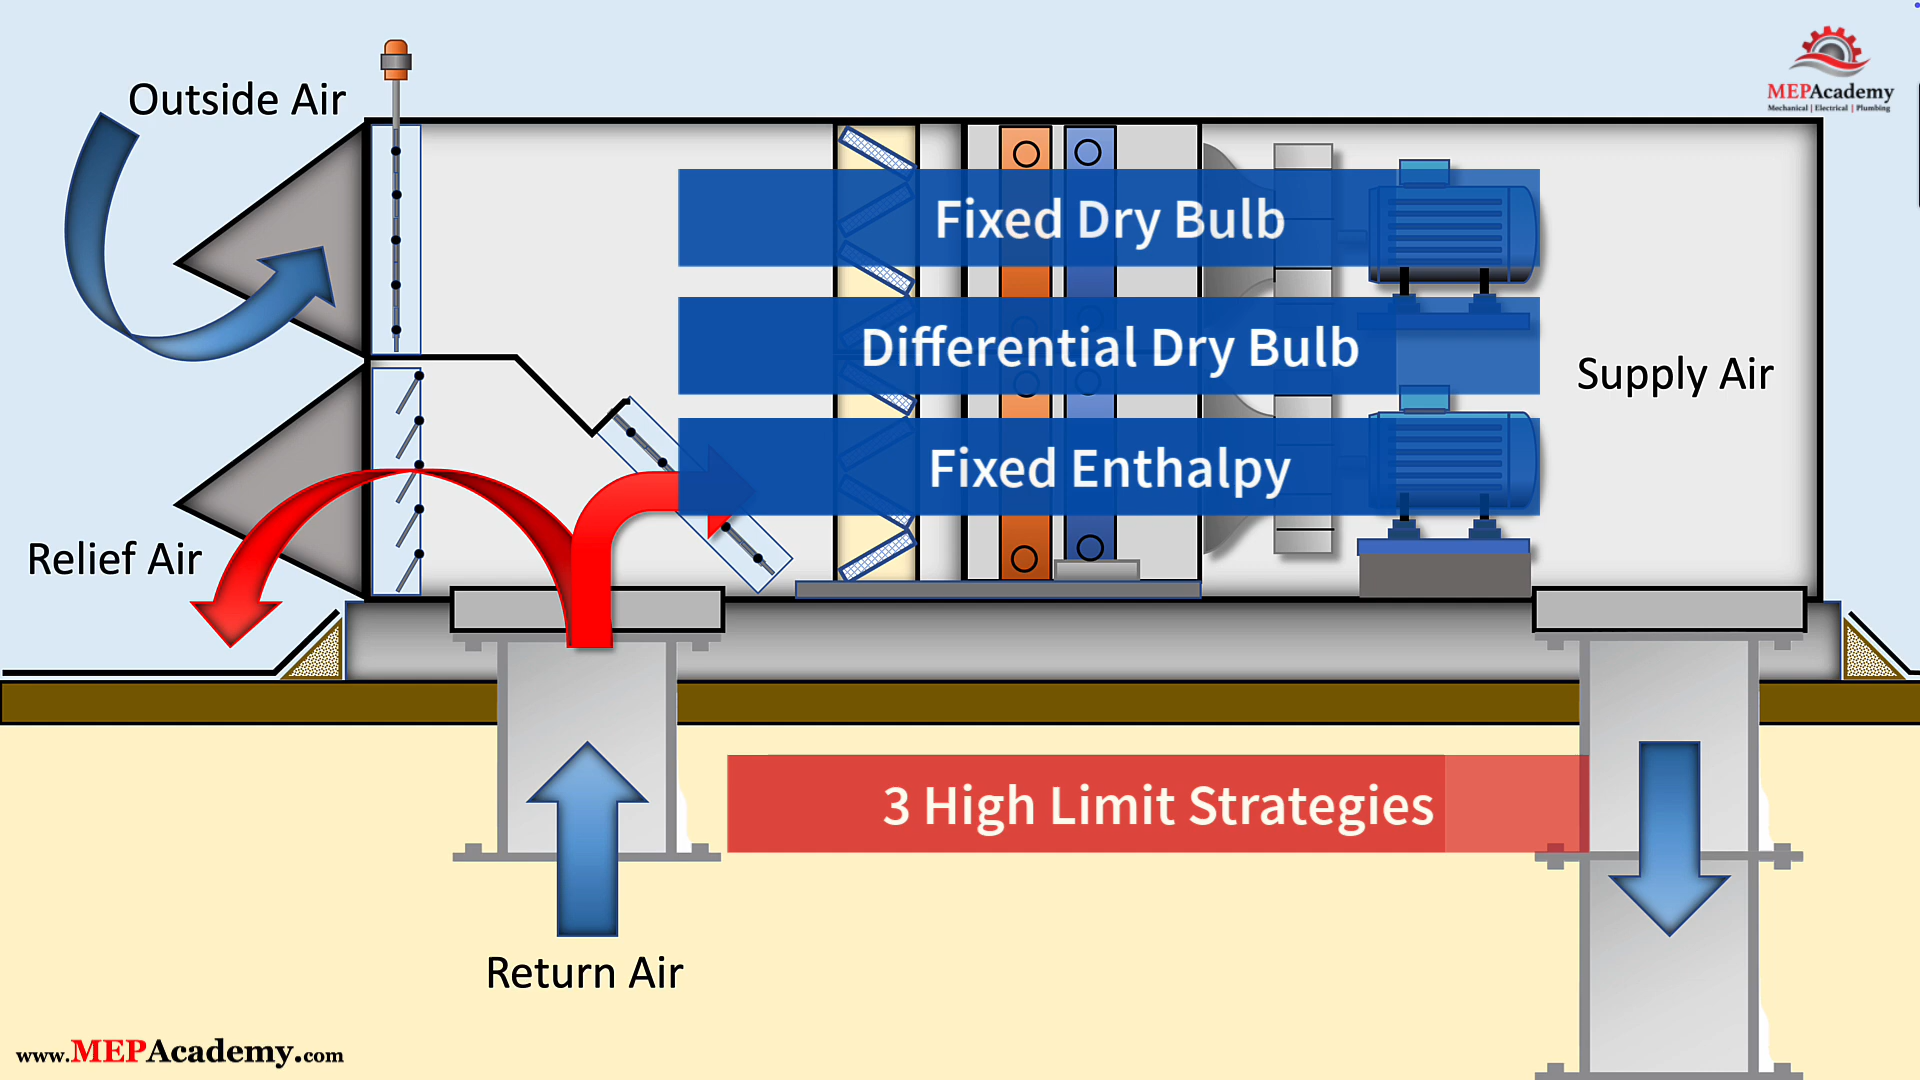 Outside Air
MEPAcademy
Mechanical | Electrical | Plumbing
Fixed Dry Bulb
Differential Dry Bulb
Supply Air
Fixed Enthalpy
Relief Air
3 High Limit Strategies
Return Air
www.MEPAcademy.com